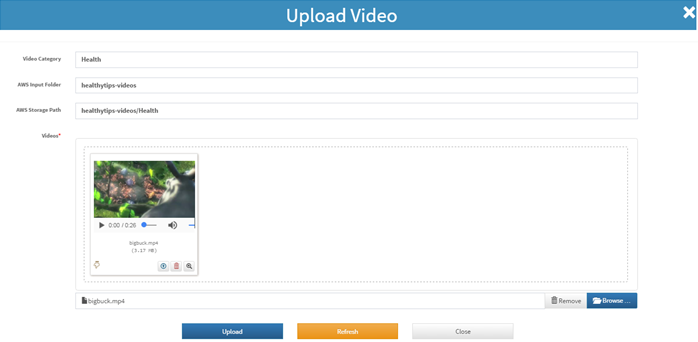 Upload Video
Video Category
Health
AWS Input Folder
healthytips-videos
AWS Storage Path
healthytips-videos/Health
Videos*
0:00 / 0:26
bigbuck.mp4
(3.17 MB)
bigbuck.mp4
Remove
Browse ...
Upload
Refresh
Close